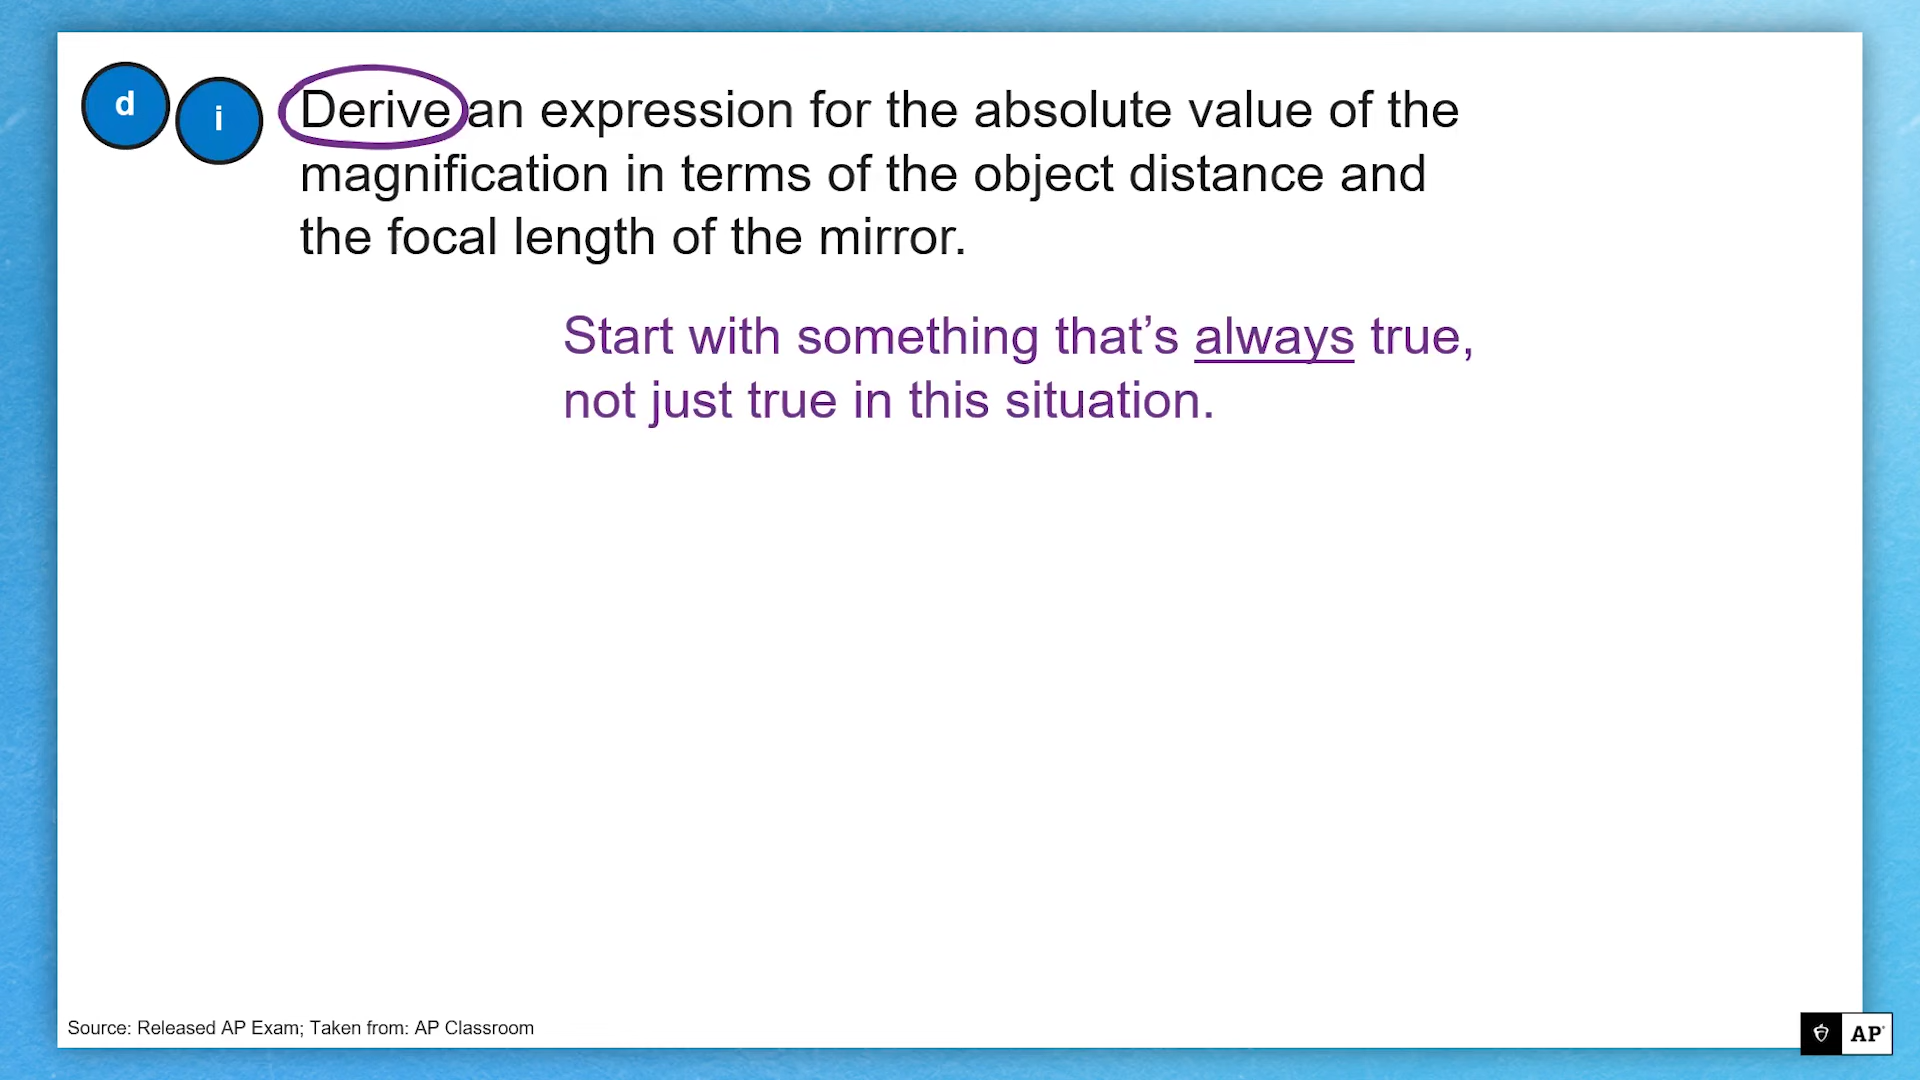 d
i
Derive an expression for the absolute value of the
magnification in terms of the object distance and
the focal length of the mirror.
Start with something that’s always true,
not just true in this situation.
Source: Released AP Exam; Taken from: AP Classroom
AP